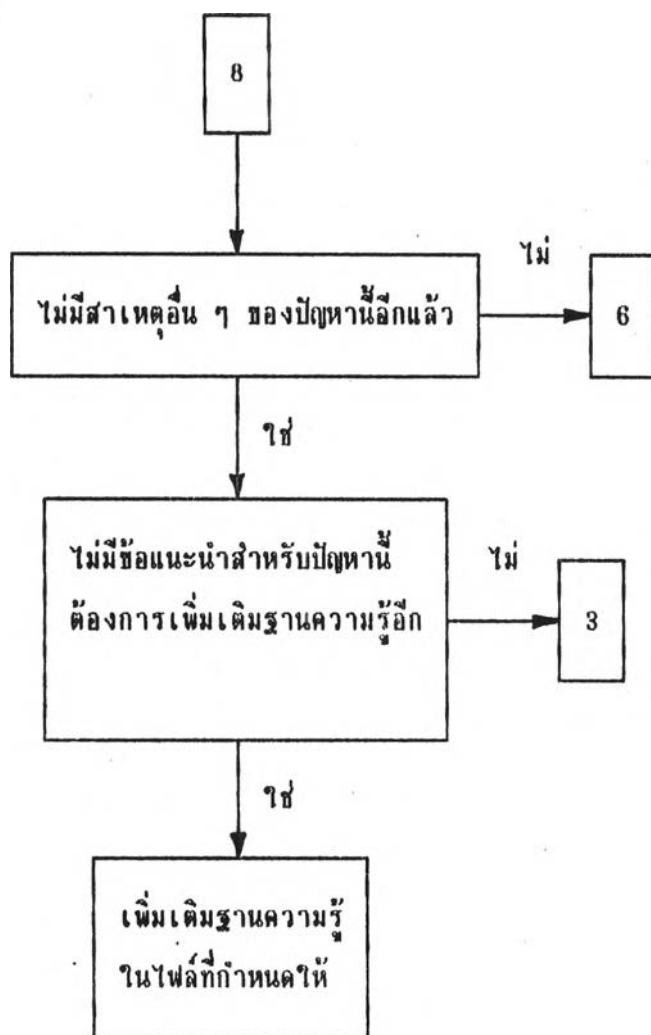 8
ไม่มีสาเหตุอื่น ๆ ของปัญหานี้อีกแล้ว
ไม่
6
ใช่
ไม่มีข้อแนะนำสำหรับปัญหานี้
ต้องการเพิ่มเติมฐานความรู้อีก
ไม่
3
ใช่
เพิ่มเติมฐานความรู้
ในไฟล์ที่กำหนดให้